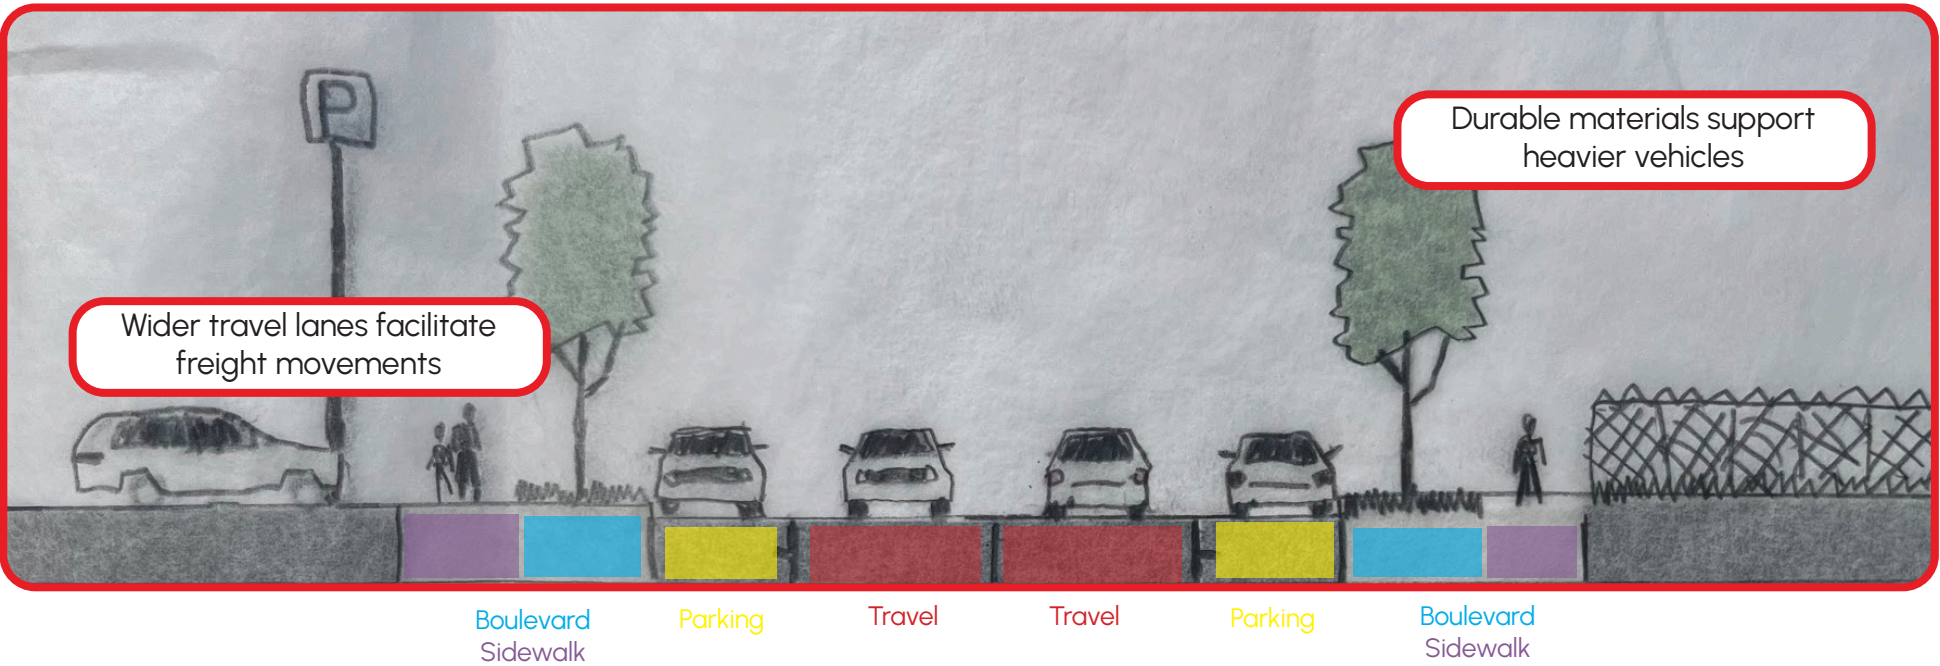 P
Durable materials support
heavier vehicles
Wider travel lanes facilitate
freight movements
Boulevard
Sidewalk
Parking
Travel
Travel
Parking
Boulevard
Sidewalk